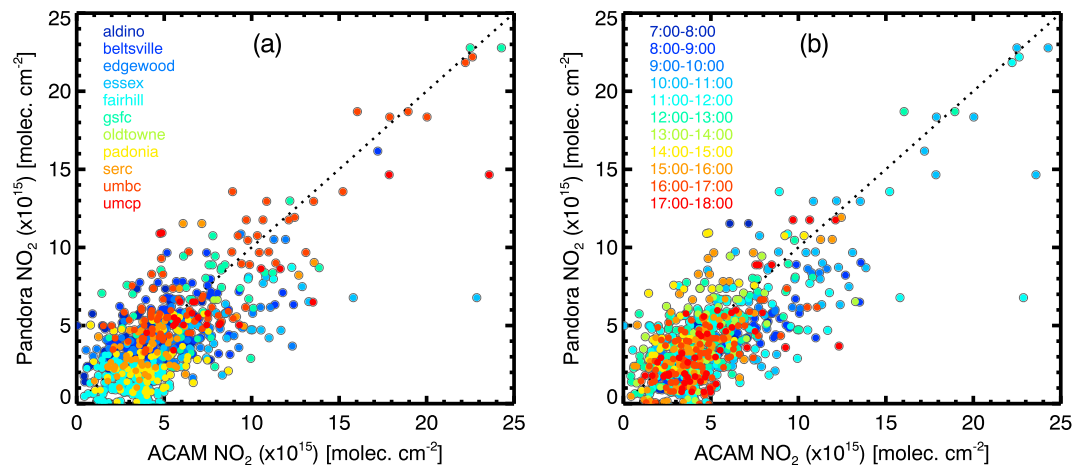 (a)
aldino
beltsville
edgewood
essex
fairhill
gsfc
oldtowne
padonia
serc
umbc
umcp
25
20
15
10
5
0
0 5 10 15 20 25
Pandora NO2 (x10^15) [molec. cm^-2]
ACAM NO2 (x10^15) [molec. cm^-2]
(b)
7:00-8:00
8:00-9:00
9:00-10:00
10:00-11:00
11:00-12:00
12:00-13:00
13:00-14:00
14:00-15:00
15:00-16:00
16:00-17:00
17:00-18:00
25
20
15
10
5
0
0 5 10 15 20 25
Pandora NO2 (x10^15) [molec. cm^-2]
ACAM NO2 (x10^15) [molec. cm^-2]